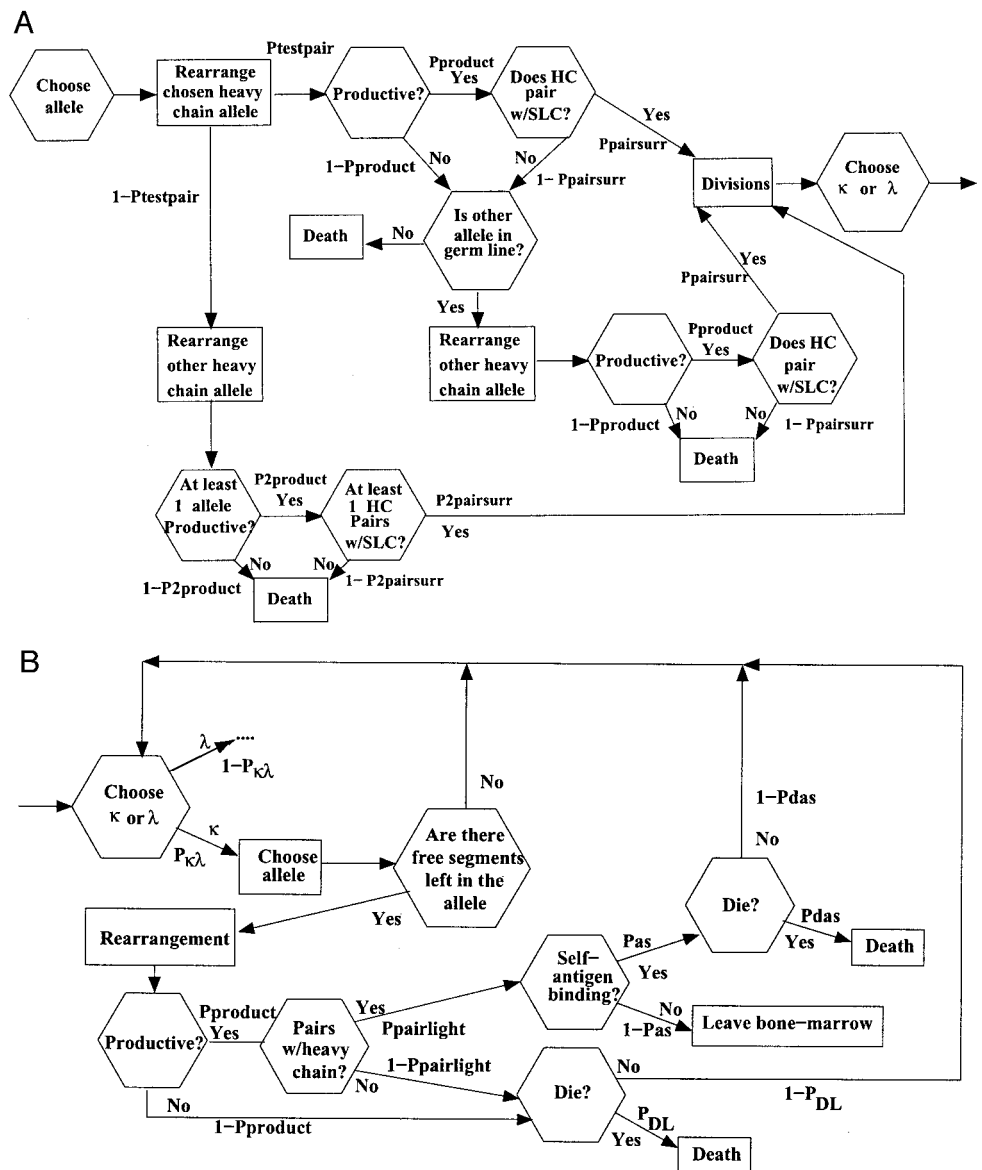 A
Choose
allele
Rearrange
chosen heavy
chain allele
Ptestpair
Productive?
Pproduct
Yes
Does HC
pair
w/SLC?
Yes
Ppairsurr
No
1−Pproduct
No
1− Ppairsurr
Divisions
Choose
κ or λ
1−Ptestpair
Is other
allele in
germ line?
No
Death
Yes
Yes
Ppairsurr
Rearrange
other heavy
chain allele
Rearrange
other heavy
chain allele
Productive?
Pproduct
Yes
Does HC
pair
w/SLC?
No
1−Pproduct
No
1− Ppairsurr
Death
At least
1 allele
Productive?
P2product
Yes
At least
1 HC
Pairs
w/SLC?
P2pairsurr
Yes
No
1−P2product
No
1− P2pairsurr
Death
B
Choose
κ or λ
λ
....
1−Pκλ
κ
Pκλ
Choose
allele
Are there
free segments
left in the
allele
No
Yes
Rearrangement
Productive?
Pproduct
Yes
Pairs
w/heavy
chain?
Yes
Ppairlight
1−Ppairlight
No
No
1−Pproduct
Self−
antigen
binding?
Pas
Yes
No
1−Pas
Leave bone−marrow
Die?
1−Pdas
No
Pdas
Yes
Death
Die?
No
1−PDL
PDL
Yes
Death